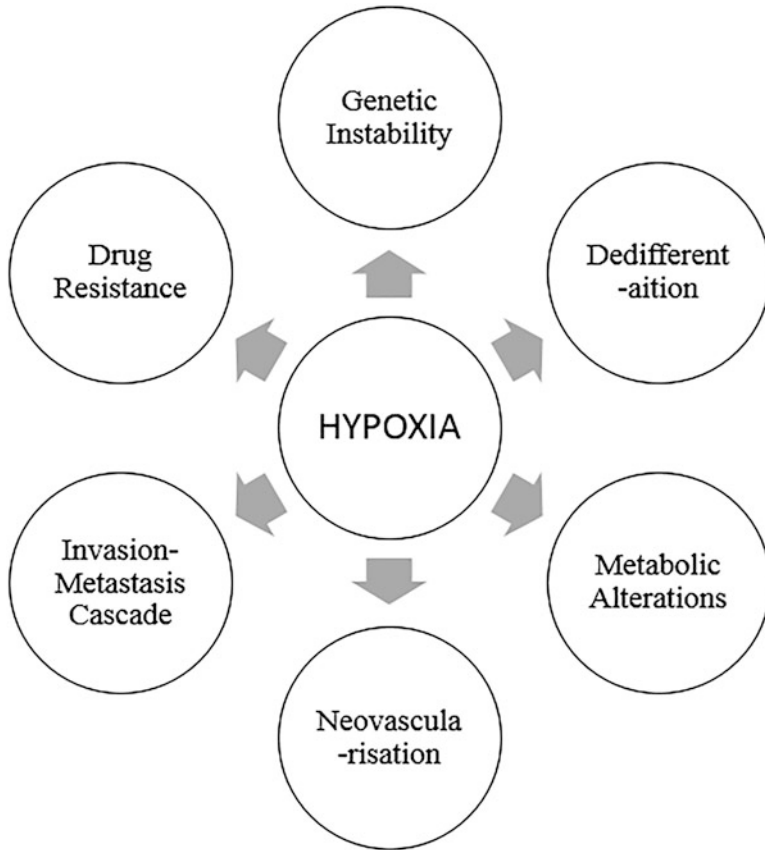 Genetic
Instability
Drug
Resistance
Dedifferent
-aition
HYPOXIA
Invasion-
Metastasis
Cascade
Metabolic
Alterations
Neovascula
-risation